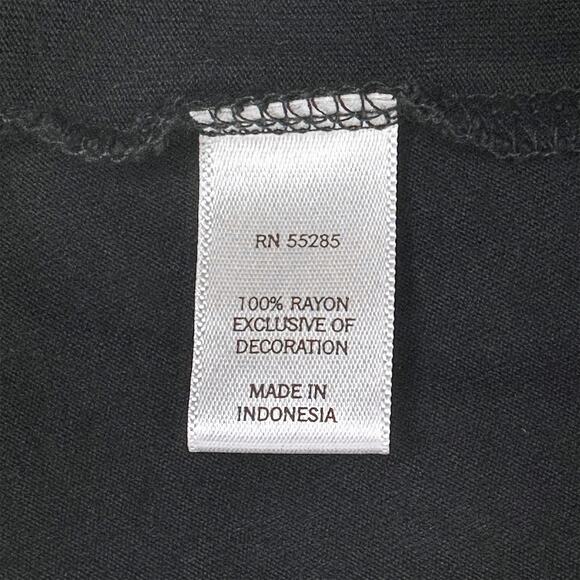 RN 55285
100% RAYON
EXCLUSIVE OF
DECORATION
MADE IN
INDONESIA